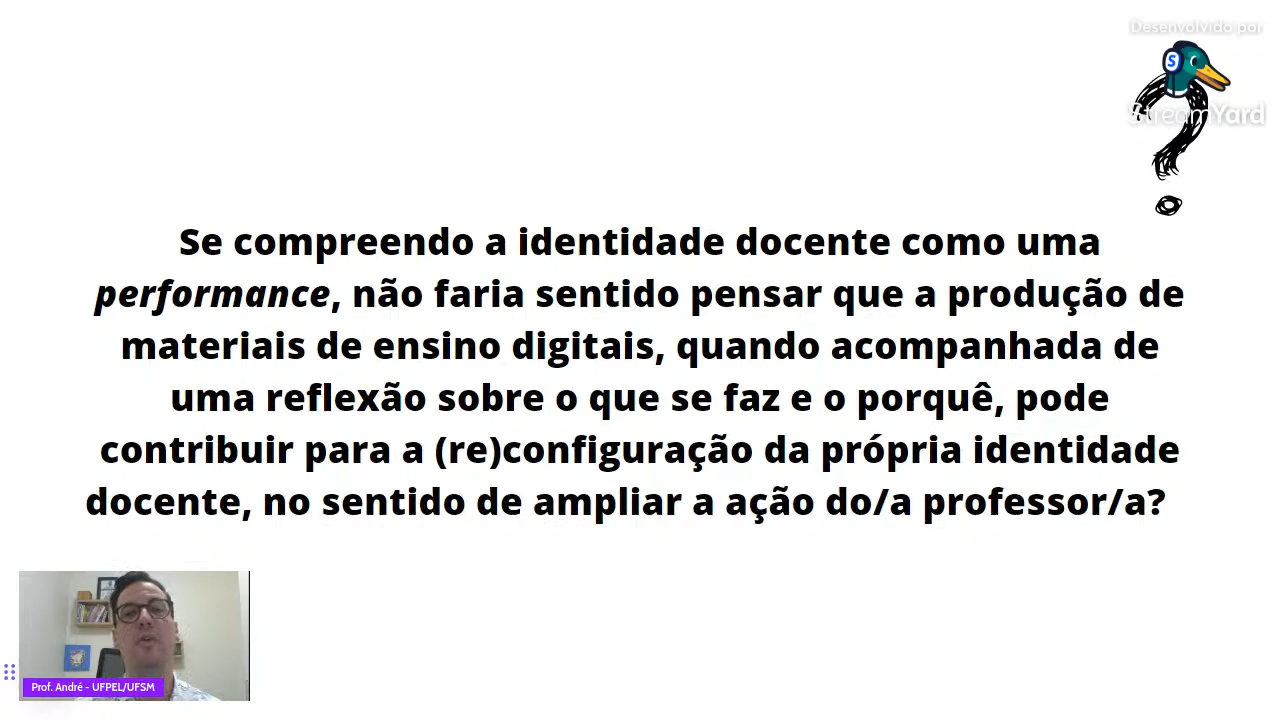 Desenvolvido por
S
StreamYard
Se compreendo a identidade docente como uma
performance, não faria sentido pensar que a produção de
materiais de ensino digitais, quando acompanhada de
uma reflexão sobre o que se faz e o porquê, pode
contribuir para a (re)configuração da própria identidade
docente, no sentido de ampliar a ação do/a professor/a?
Prof. André - UFPEL/UFSM